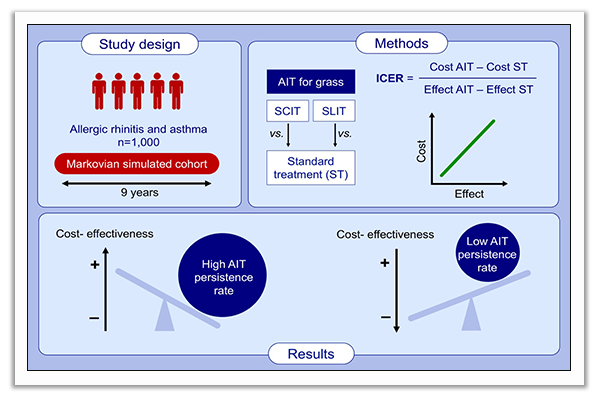 Study design
Allergic rhinitis and asthma
n=1,000
Markovian simulated cohort
9 years
Methods
AIT for grass
SCIT
SLIT
vs.
vs.
Standard
treatment (ST)
ICER =
Cost AIT – Cost ST
Effect AIT – Effect ST
Cost
Effect
Cost- effectiveness
+
–
High AIT
persistence
rate
Cost- effectiveness
+
–
Low AIT
persistence
rate
Results